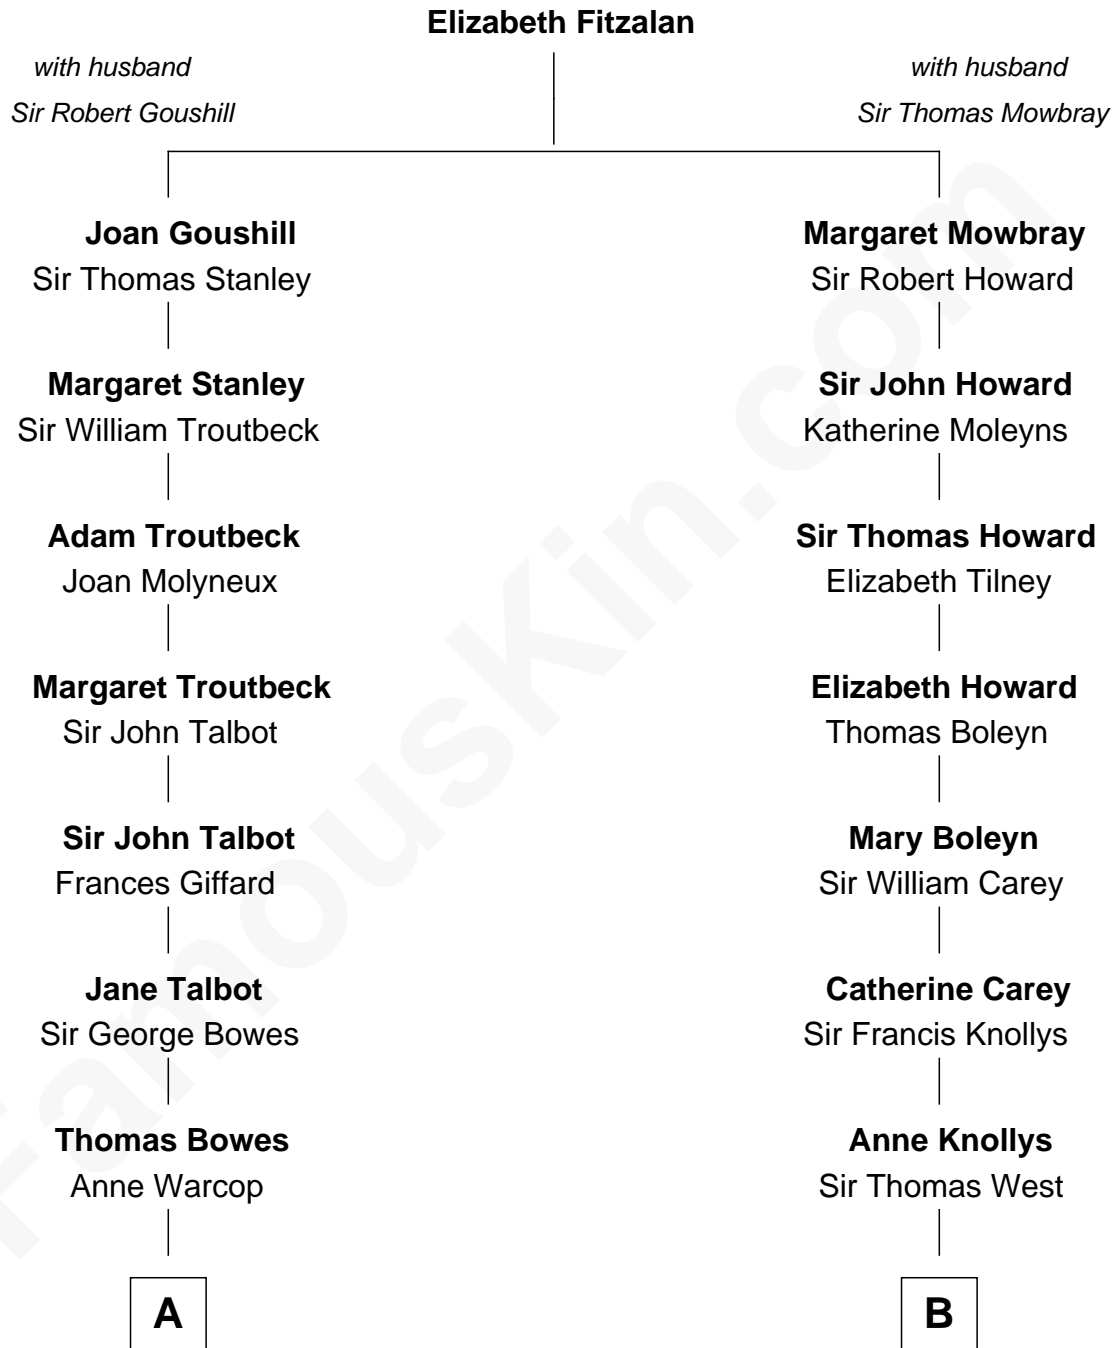 Elizabeth Fitzalan
with husband
Sir Robert Goushill
with husband
Sir Thomas Mowbray
Joan Goushill
Sir Thomas Stanley
Margaret Stanley
Sir William Troutbeck
Adam Troutbeck
Joan Molyneux
Margaret Troutbeck
Sir John Talbot
Sir John Talbot
Frances Giffard
Jane Talbot
Sir George Bowes
Thomas Bowes
Anne Warcop
A
Margaret Mowbray
Sir Robert Howard
Sir John Howard
Katherine Moleyns
Sir Thomas Howard
Elizabeth Tilney
Elizabeth Howard
Thomas Boleyn
Mary Boleyn
Sir William Carey
Catherine Carey
Sir Francis Knollys
Anne Knollys
Sir Thomas West
B
FamousKin.com